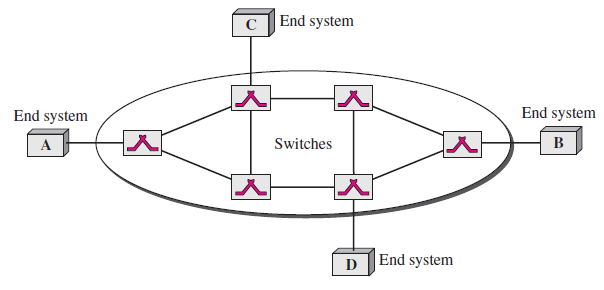 C
End system
End system
A
Switches
End system
B
D
End system